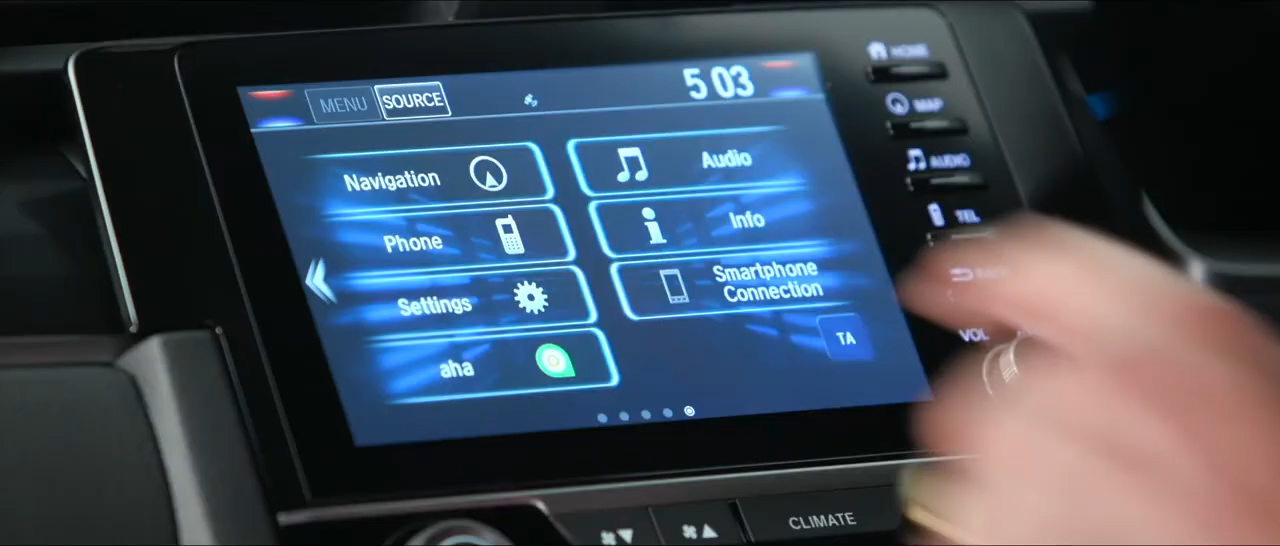 MENU
SOURCE
5 03
Navigation
Audio
Phone
Info
Settings
Smartphone
Connection
aha
TA
HOME
MAP
AUDIO
TEL
VOL
CLIMATE